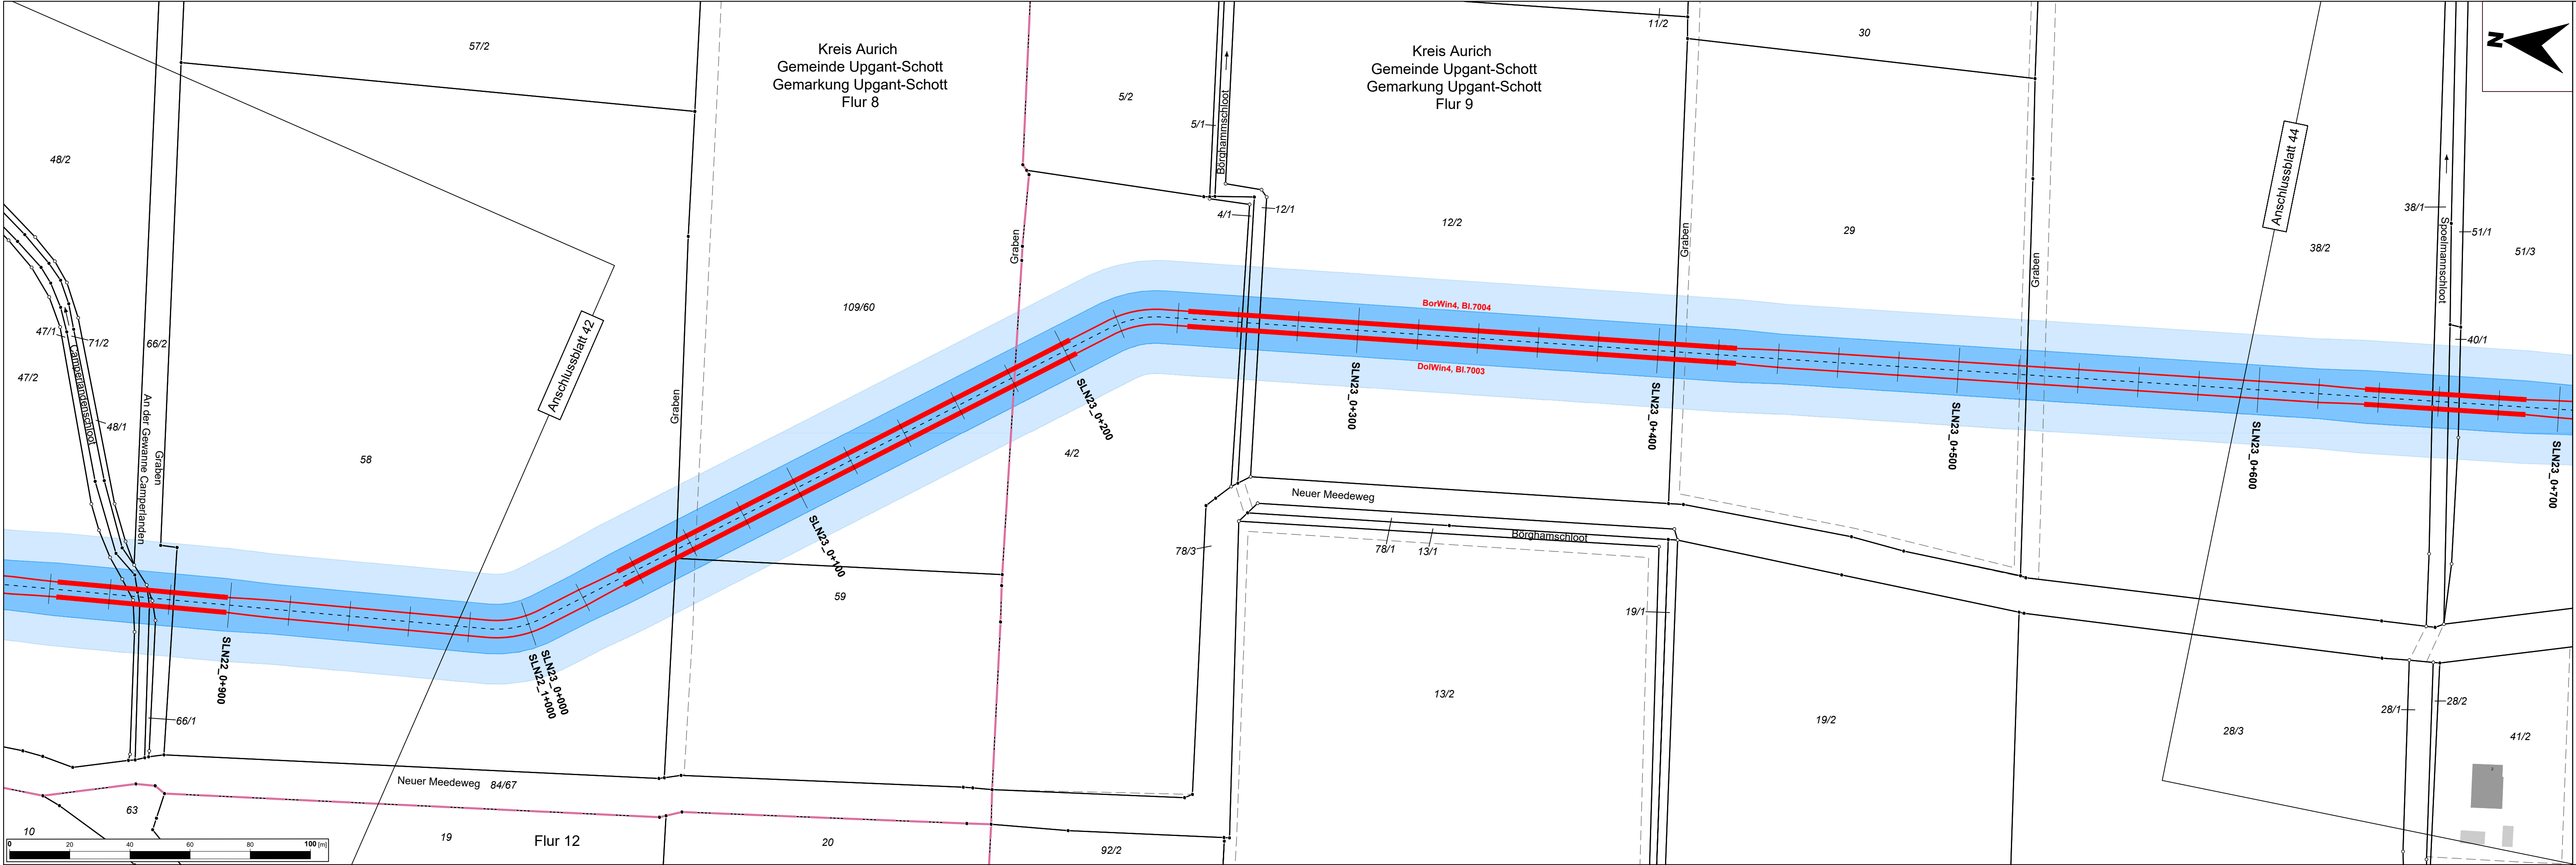 57/2
48/2
Kreis Aurich
Gemeinde Upgant-Schott
Gemarkung Upgant-Schott
Flur 8
5/2
5/1
Börghammschloot
Kreis Aurich
Gemeinde Upgant-Schott
Gemarkung Upgant-Schott
Flur 9
11/2
30
N
4/1
12/1
12/2
Graben
29
Graben
Anschlussblatt 44
38/2
38/1
Spoelmannschloot
51/1
51/3
40/1
47/1
71/2
66/2
47/2
Camperlandenschloot
48/1
An der Gewanne Camperlanden
Graben
58
Anschlussblatt 42
Graben
109/60
Graben
BorWin4, Bl.7004
DolWin4, Bl.7003
4/2
SLN22_0+900
SLN22_1+000
SLN23_0+000
SLN23_0+100
SLN23_0+200
SLN23_0+300
SLN23_0+400
SLN23_0+500
SLN23_0+600
SLN23_0+700
59
Neuer Meedeweg
78/3
78/1
13/1
Börghamschloot
19/1
13/2
19/2
28/3
28/1
28/2
41/2
66/1
Neuer Meedeweg 84/67
63
10
19
Flur 12
20
92/2
0 20 40 60 80 100 [m]